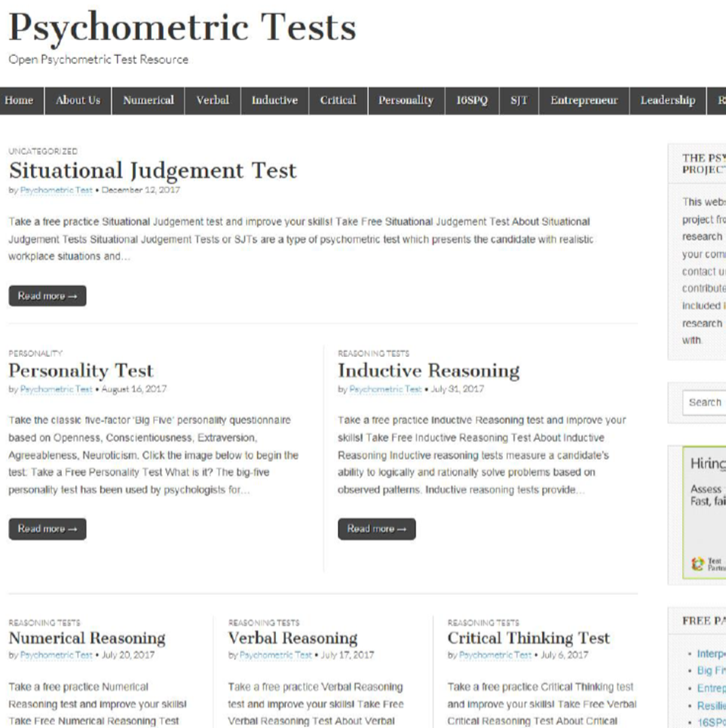 Psychometric Tests
Open Psychometric Test Resource
Home About Us Numerical Verbal Inductive Critical Personality 16SPQ SJT Entrepreneur Leadership
UNCATEGORIZED
Situational Judgement Test
by Psychometric Test • December 12, 2017
Take a free practice Situational Judgement test and improve your skills! Take Free Situational Judgement Test About Situational
Judgement Tests Situational Judgement Tests or SJTs are a type of psychometric test which presents the candidate with realistic
workplace situations and…
Read more →
PERSONALITY
Personality Test
by Psychometric Test • August 16, 2017
Take the classic five-factor 'Big Five' personality questionnaire
based on Openness, Conscientiousness, Extraversion,
Agreeableness, Neuroticism. Click the image below to begin the
test: Take a Free Personality Test What is it? The big-five
personality test has been used by psychologists for…
Read more →
REASONING TESTS
Inductive Reasoning
by Psychometric Test • July 31, 2017
Take a free practice Inductive Reasoning test and improve your
skills! Take Free Inductive Reasoning Test About Inductive
Reasoning Inductive reasoning tests measure a candidate's
ability to logically and rationally solve problems based on
observed patterns. Inductive reasoning tests provide…
Read more →
REASONING TESTS
Numerical Reasoning
by Psychometric Test • July 20, 2017
Take a free practice Numerical
Reasoning test and improve your skills!
Take Free Numerical Reasoning Test
REASONING TESTS
Verbal Reasoning
by Psychometric Test • July 17, 2017
Take a free practice Verbal Reasoning
test and improve your skills! Take Free
Verbal Reasoning Test About Verbal
REASONING TESTS
Critical Thinking Test
by Psychometric Test • July 6, 2017
Take a free practice Critical Thinking test
and improve your skills! Take Free Verbal
Critical Reasoning Test About Critical
THE PSY
PROJEC
This webs
project fro
research
your com
contact u
contribute
included
research
with.
Search
Hiring
Assess
Fast, fai
Test
Partn
FREE PA
Interp
Big Fi
Entrep
Resili
16SPQ